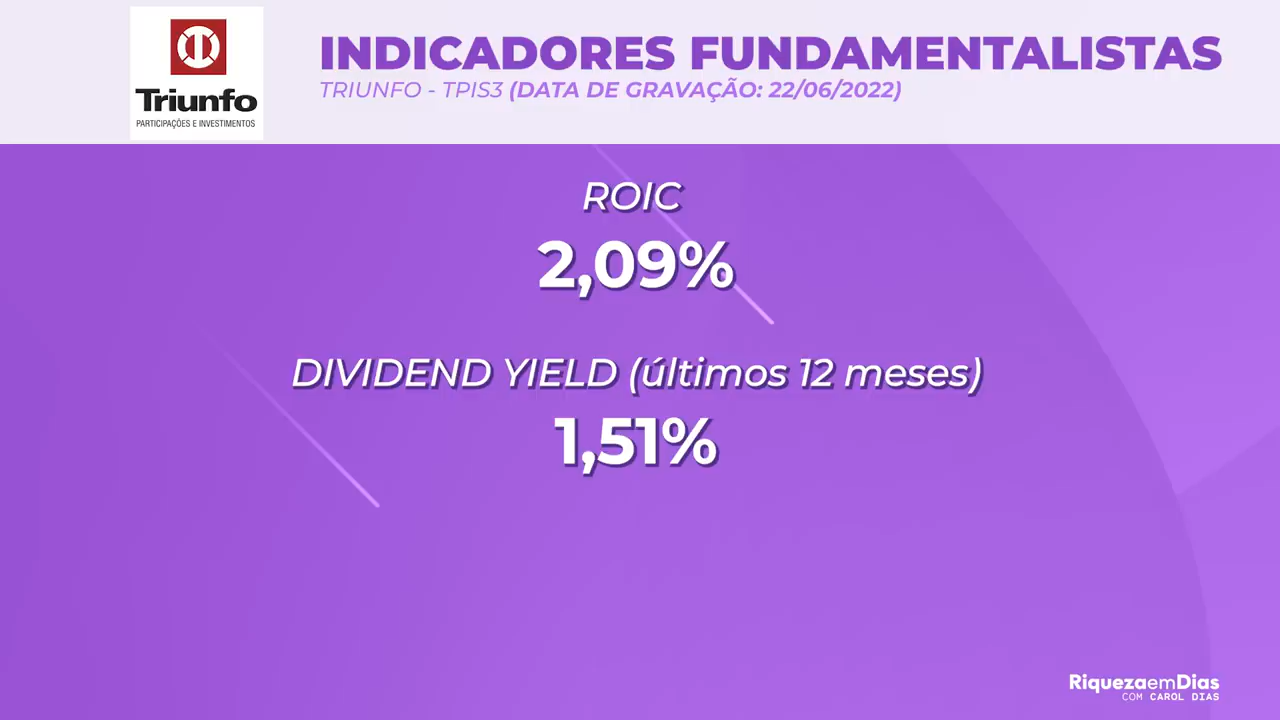 Triunfo
PARTICIPAÇÕES E INVESTIMENTOS
INDICADORES FUNDAMENTALISTAS
TRIUNFO - TPIS3 (DATA DE GRAVAÇÃO: 22/06/2022)
ROIC
2,09%
DIVIDEND YIELD (últimos 12 meses)
1,51%
RiquezaemDias
COM CAROL DIAS